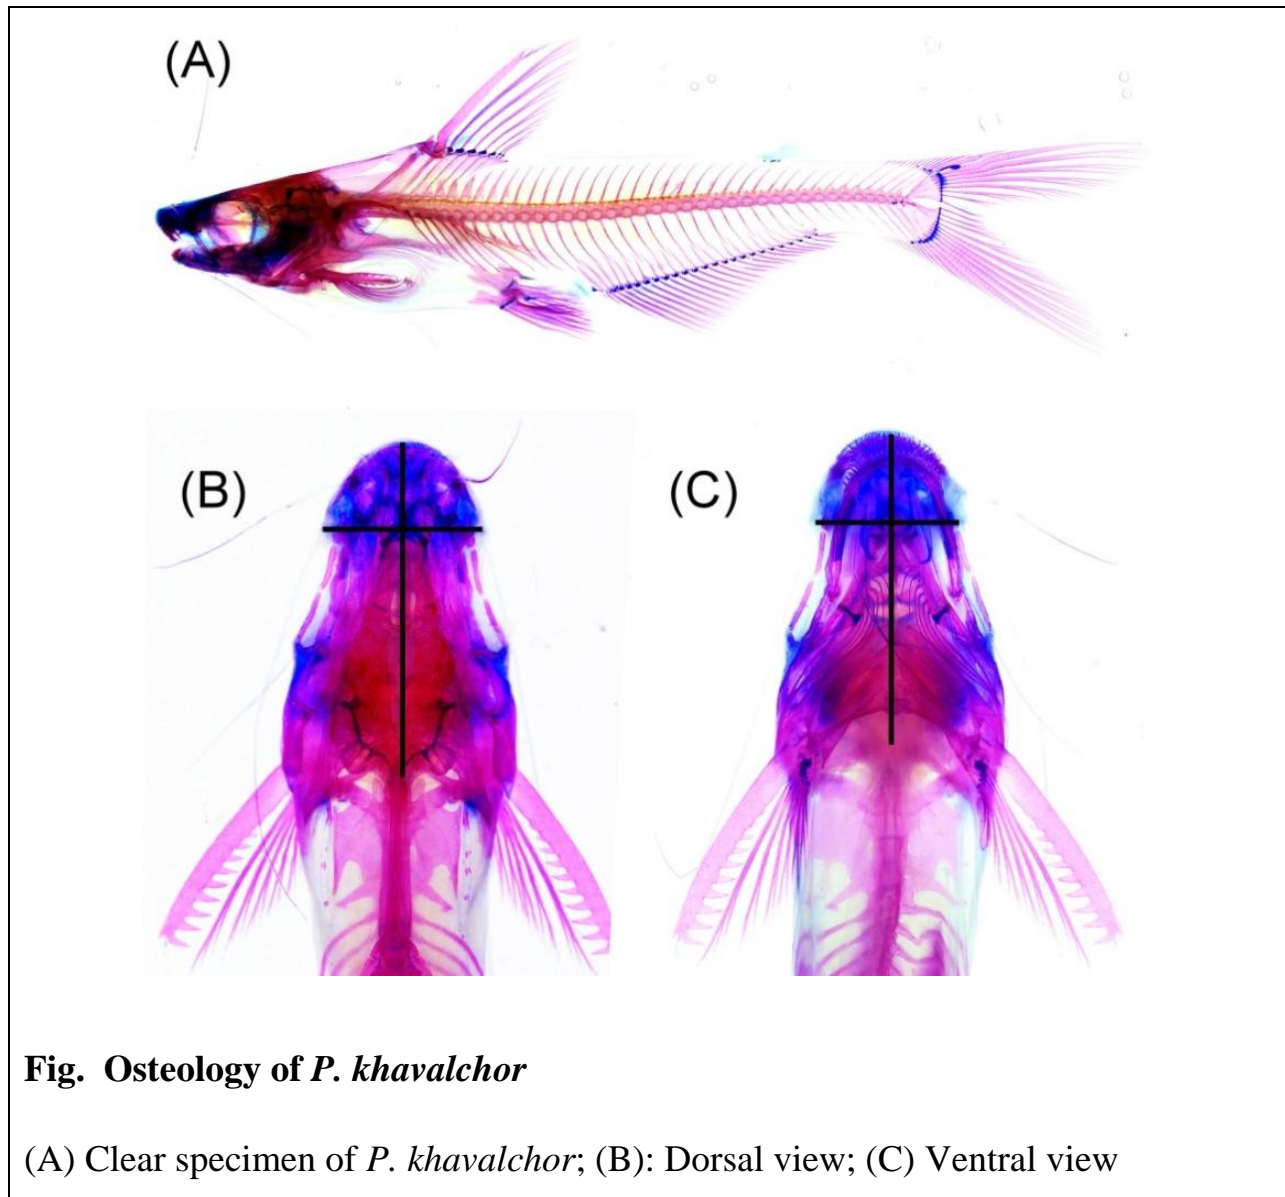 (A)
(B)
(C)
Fig. Osteology of P. khavalchor
(A) Clear specimen of P. khavalchor; (B): Dorsal view; (C) Ventral view